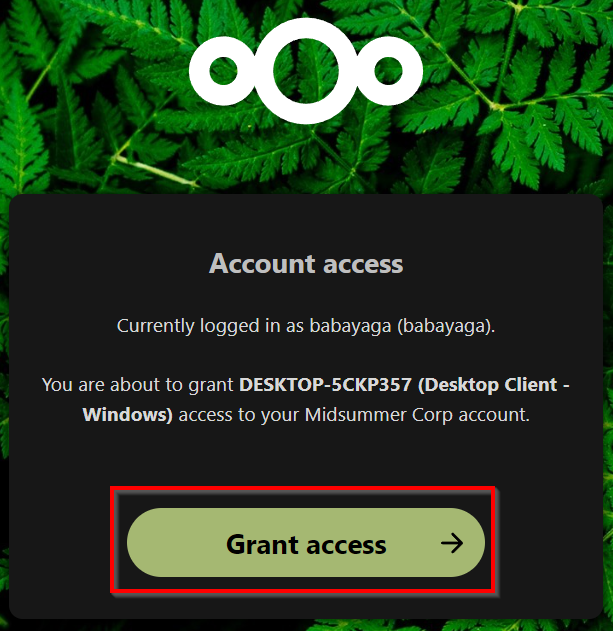 Account access
Currently logged in as babayaga (babayaga).
You are about to grant DESKTOP-5CKP357 (Desktop Client -
Windows) access to your Midsummer Corp account.
Grant access